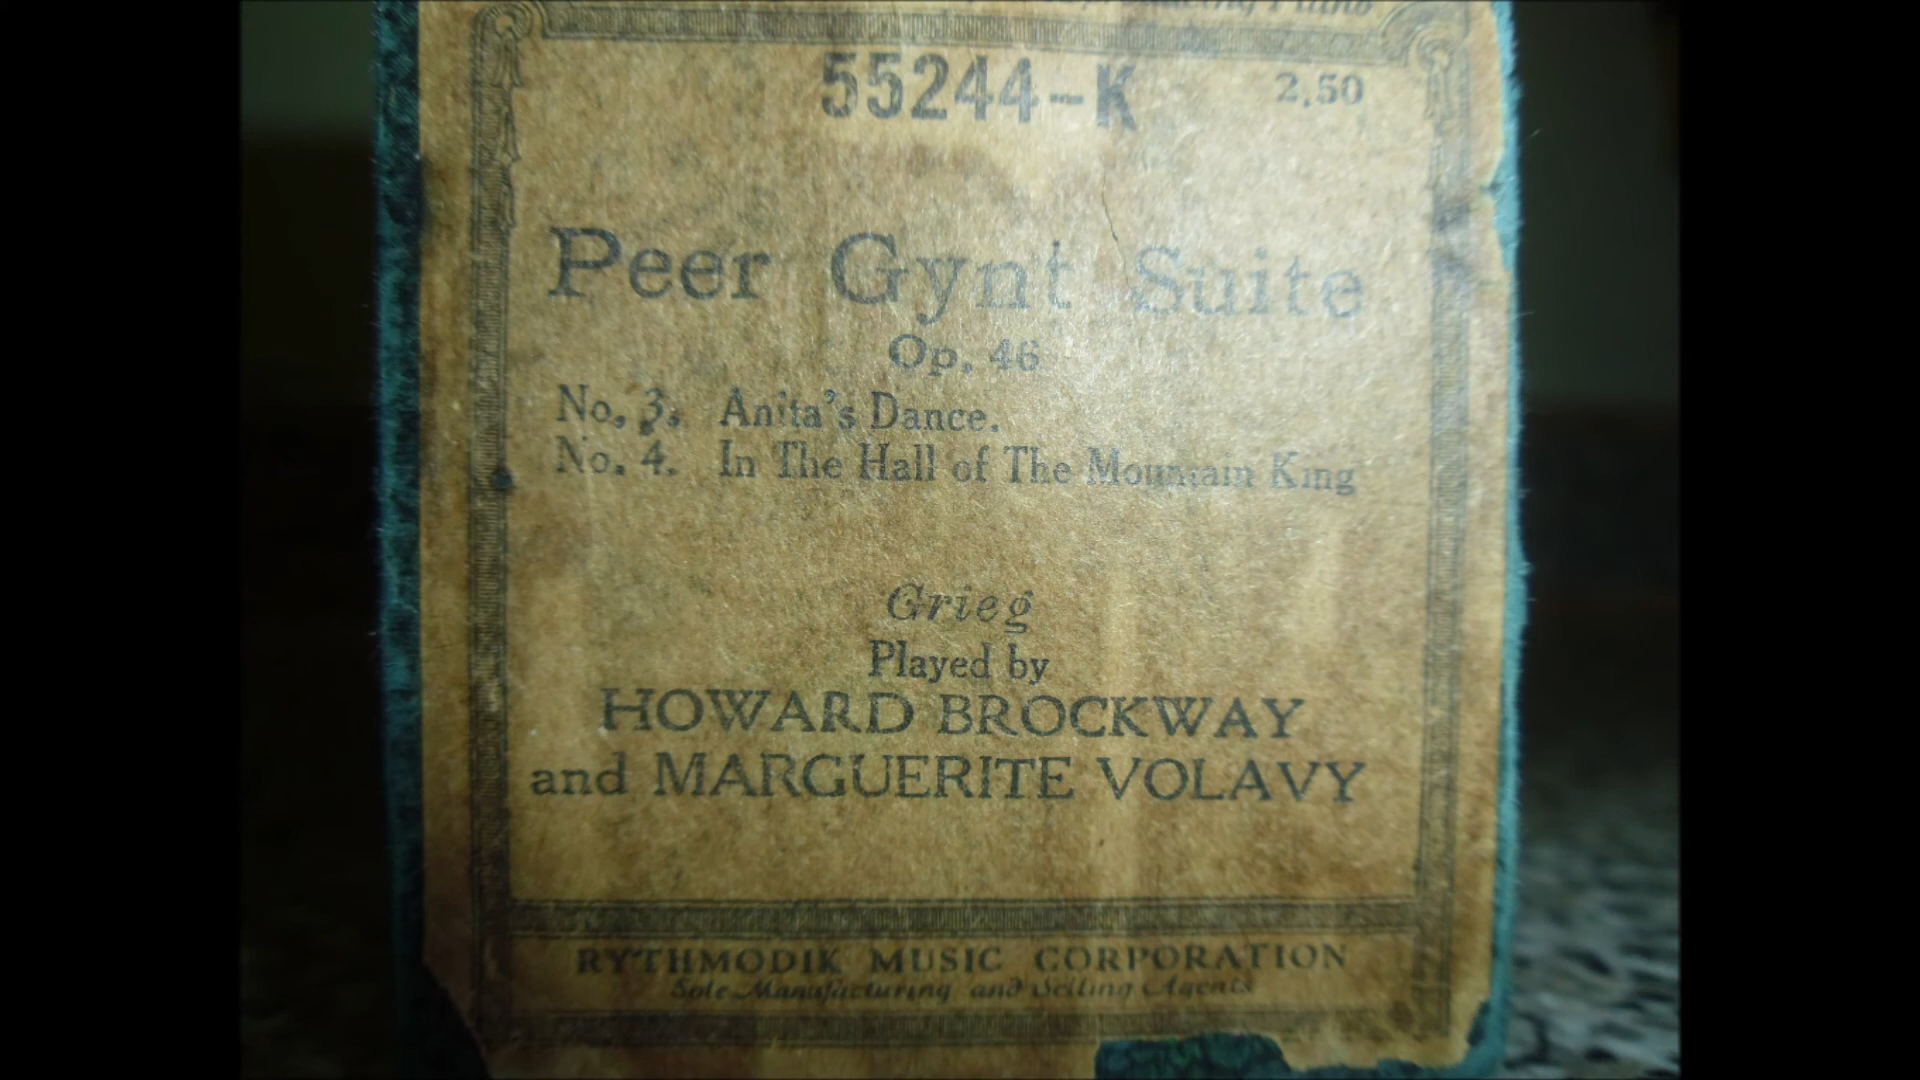 55244-K 2,50
Peer Gynt Suite
Op. 46
No. 3. Anita's Dance.
No. 4. In The Hall of The Mountain King
Grieg
Played by
HOWARD BROCKWAY
and MARGUERITE VOLAVY
RYTHMODIK MUSIC CORPORATION
Sole Manufacturing and Selling Agents